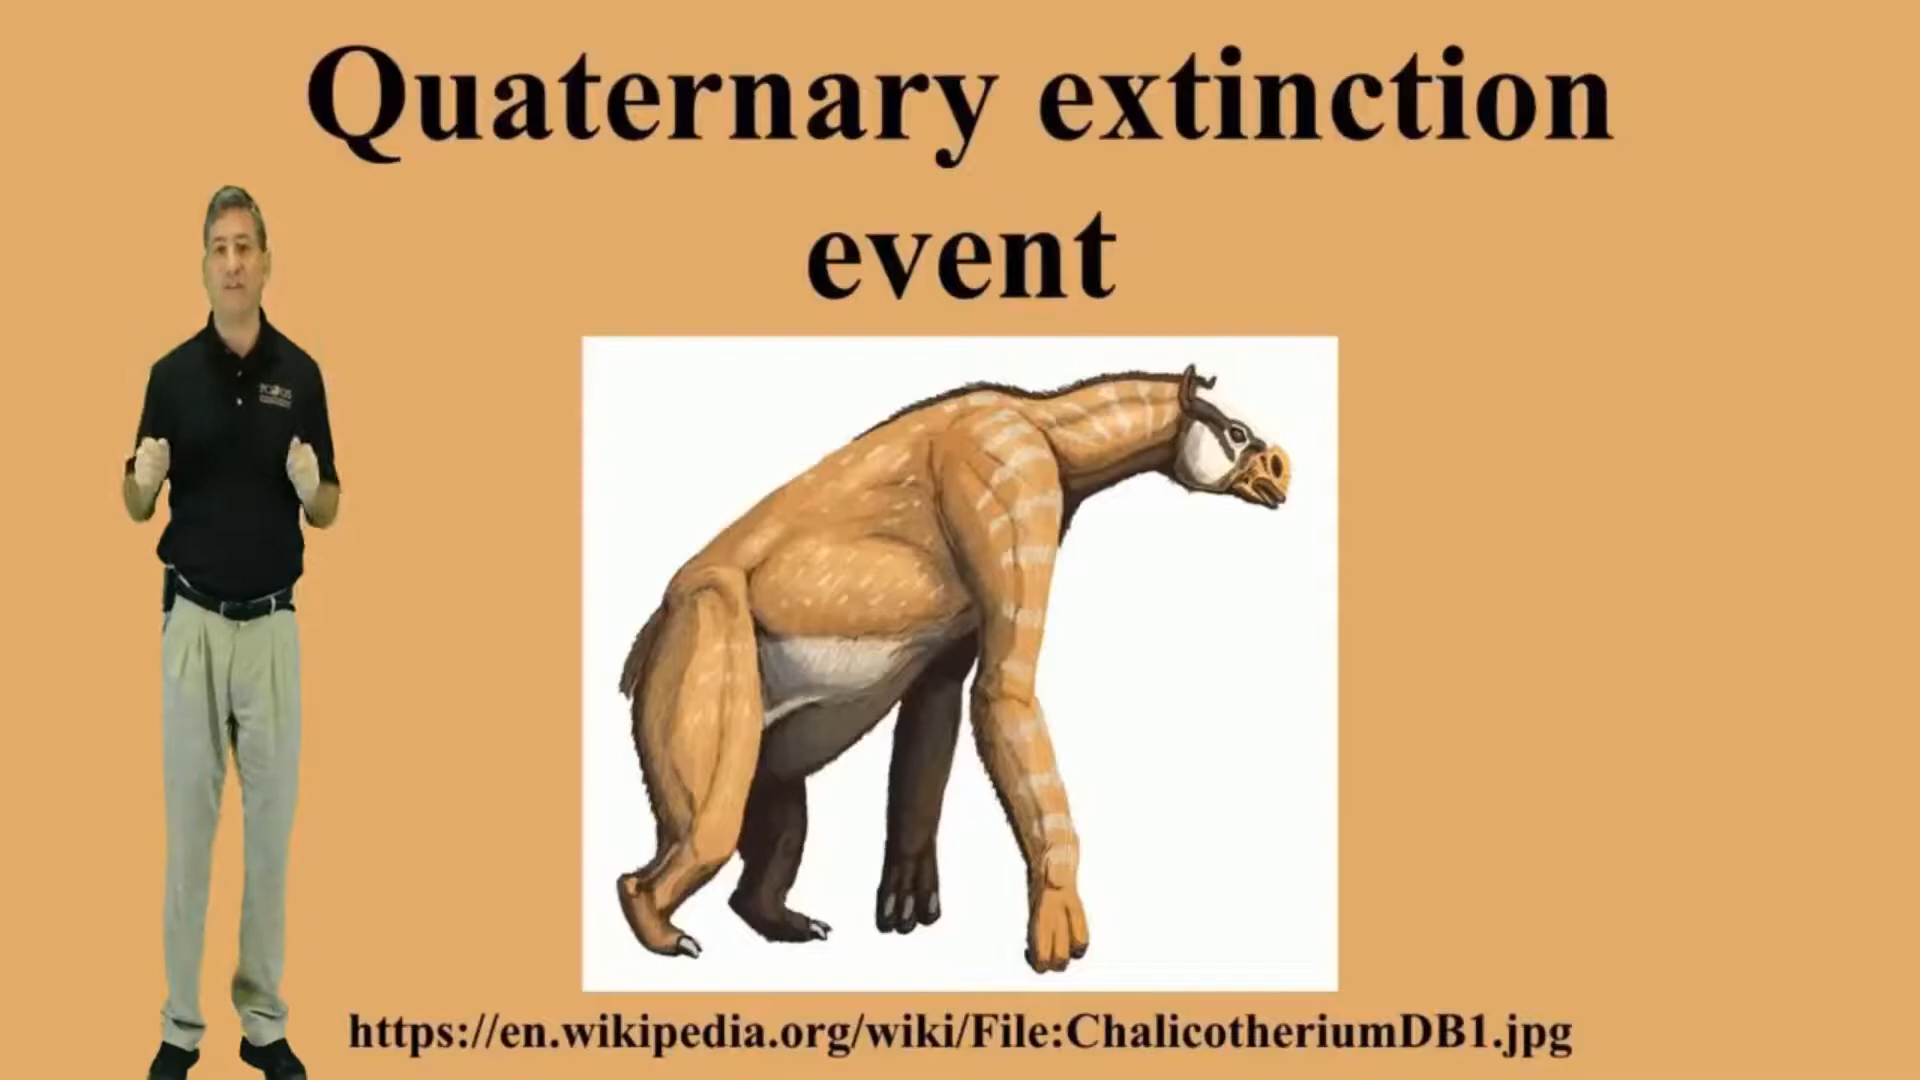 Quaternary extinction
event
https://en.wikipedia.org/wiki/File:ChalicotheriumDB1.jpg